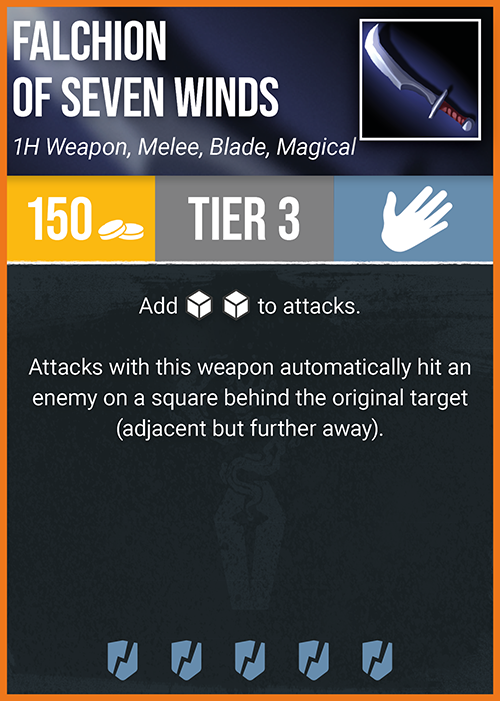 FALCHION
OF SEVEN WINDS
1H Weapon, Melee, Blade, Magical
150
TIER 3
Add to attacks.
Attacks with this weapon automatically hit an
enemy on a square behind the original target
(adjacent but further away).